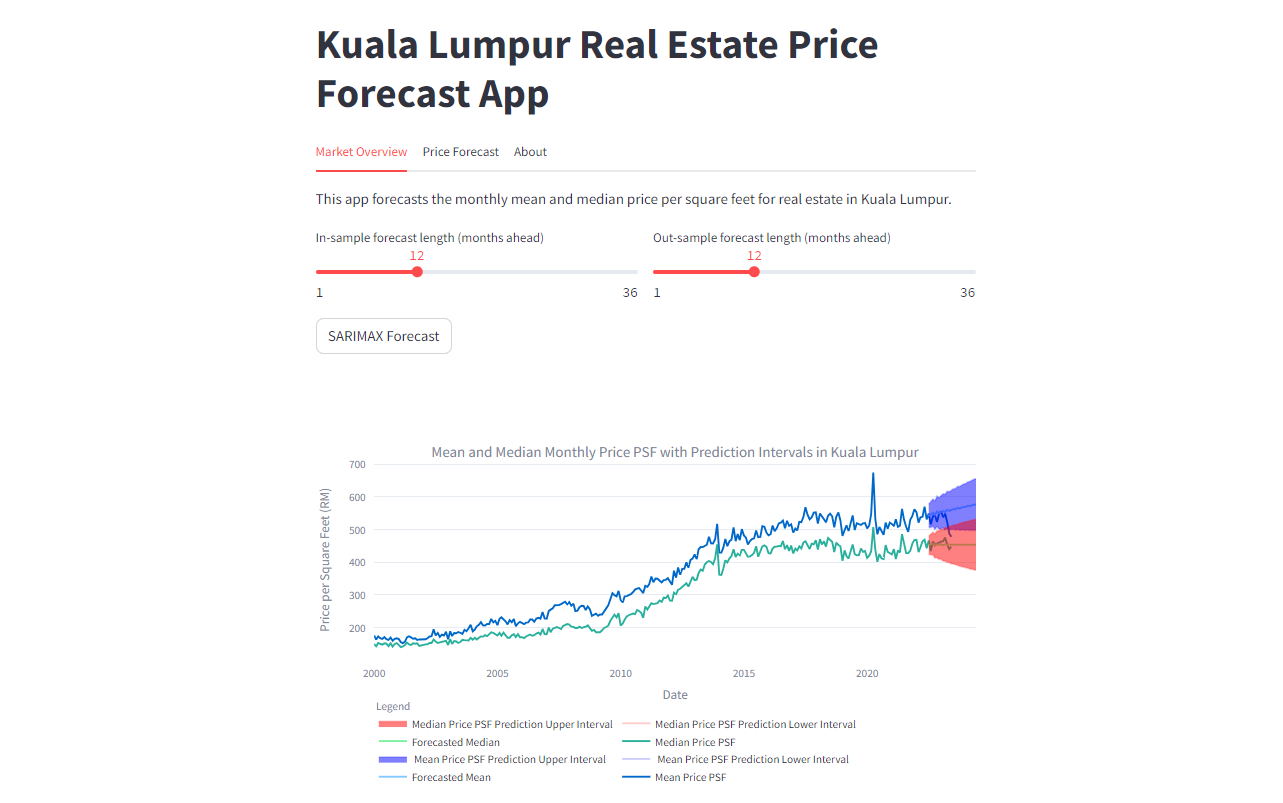 Kuala Lumpur Real Estate Price
Forecast App
Market Overview Price Forecast About
This app forecasts the monthly mean and median price per square feet for real estate in Kuala Lumpur.
In-sample forecast length (months ahead)
12
1 36
Out-sample forecast length (months ahead)
12
1 36
SARIMAX Forecast
Mean and Median Monthly Price PSF with Prediction Intervals in Kuala Lumpur
Price per Square Feet (RM)
700
600
500
400
300
200
2000 2005 2010 2015 2020
Date
Legend
Median Price PSF Prediction Upper Interval Median Price PSF Prediction Lower Interval
Forecasted Median Median Price PSF
Mean Price PSF Prediction Upper Interval Mean Price PSF Prediction Lower Interval
Forecasted Mean Mean Price PSF